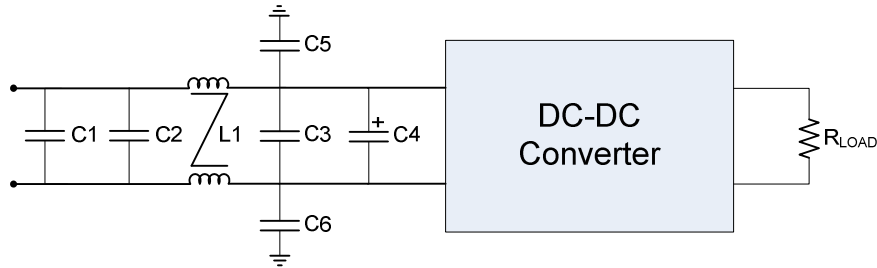 C5
C1
C2
L1
C3
+
C4
DC-DC
Converter
RLOAD
C6